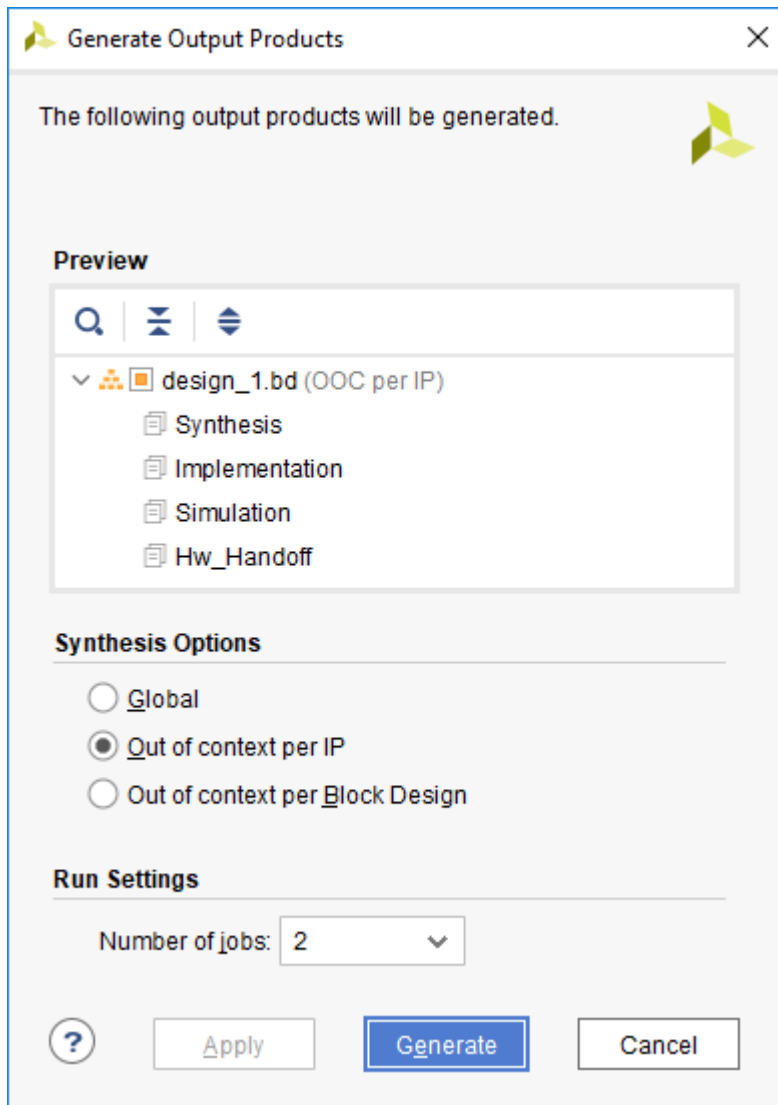 Generate Output Products
The following output products will be generated.
Preview
design_1.bd (OOC per IP)
Synthesis
Implementation
Simulation
Hw_Handoff
Synthesis Options
Global
Out of context per IP
Out of context per Block Design
Run Settings
Number of jobs: 2
? Apply Generate Cancel